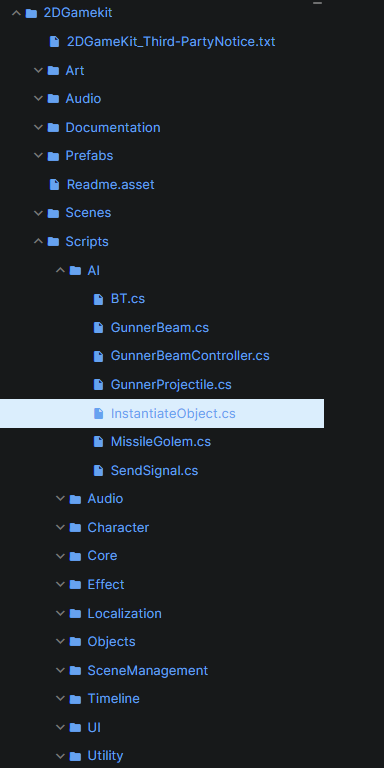 2DGamekit
2DGameKit_Third-PartyNotice.txt
Art
Audio
Documentation
Prefabs
Readme.asset
Scenes
Scripts
AI
BT.cs
GunnerBeam.cs
GunnerBeamController.cs
GunnerProjectile.cs
InstantiateObject.cs
MissileGolem.cs
SendSignal.cs
Audio
Character
Core
Effect
Localization
Objects
SceneManagement
Timeline
UI
Utility